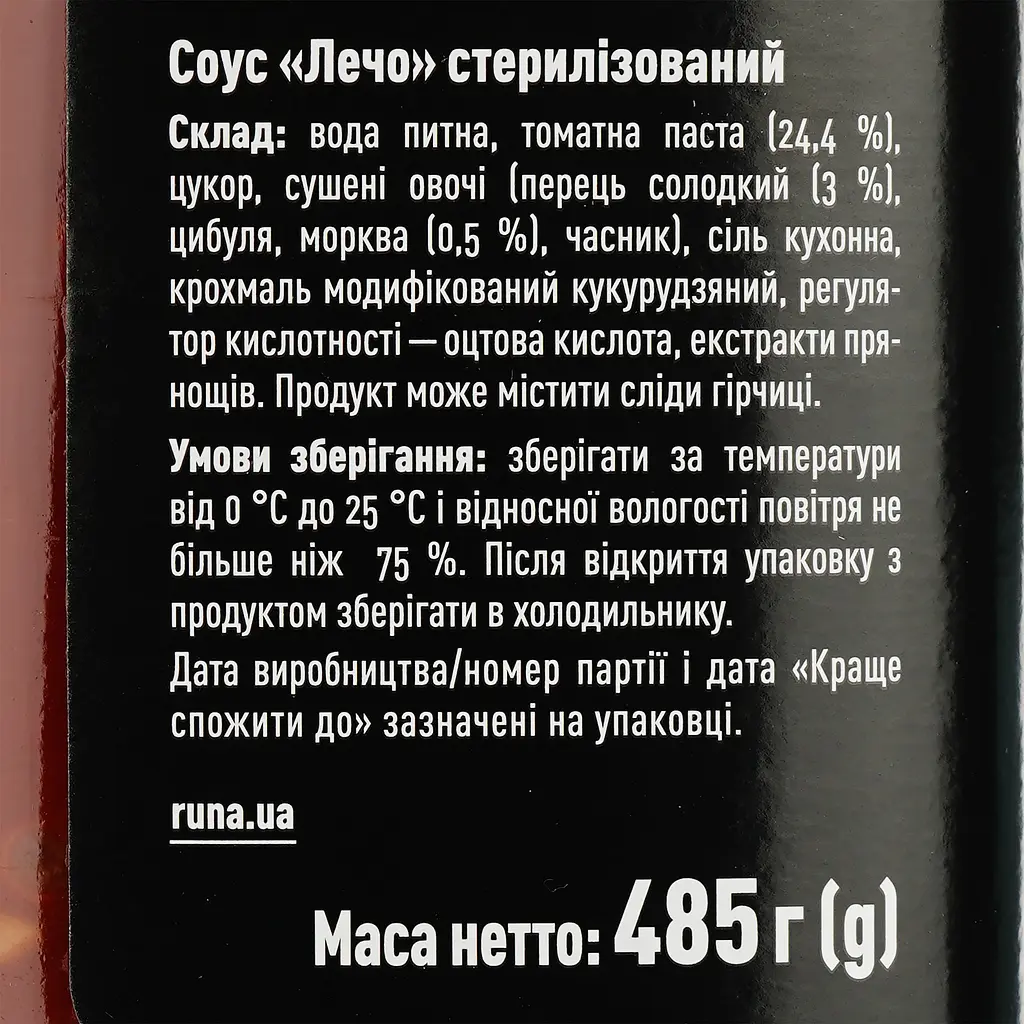 Соус «Лечо» стерилізований
Склад: вода питна, томатна паста (24,4 %),
цукор, сушені овочі (перець солодкий (3 %),
цибуля, морква (0,5 %), часник), сіль кухонна,
крохмаль модифікований кукурудзяний, регуля-
тор кислотності — оцтова кислота, екстракти пря-
нощів. Продукт може містити сліди гірчиці.
Умови зберігання: зберігати за температури
від 0 °С до 25 °С і відносної вологості повітря не
більше ніж 75 %. Після відкриття упаковку з
продуктом зберігати в холодильнику.
Дата виробництва/номер партії і дата «Краще
спожити до» зазначені на упаковці.
runa.ua
Маса нетто: 485 г (g)